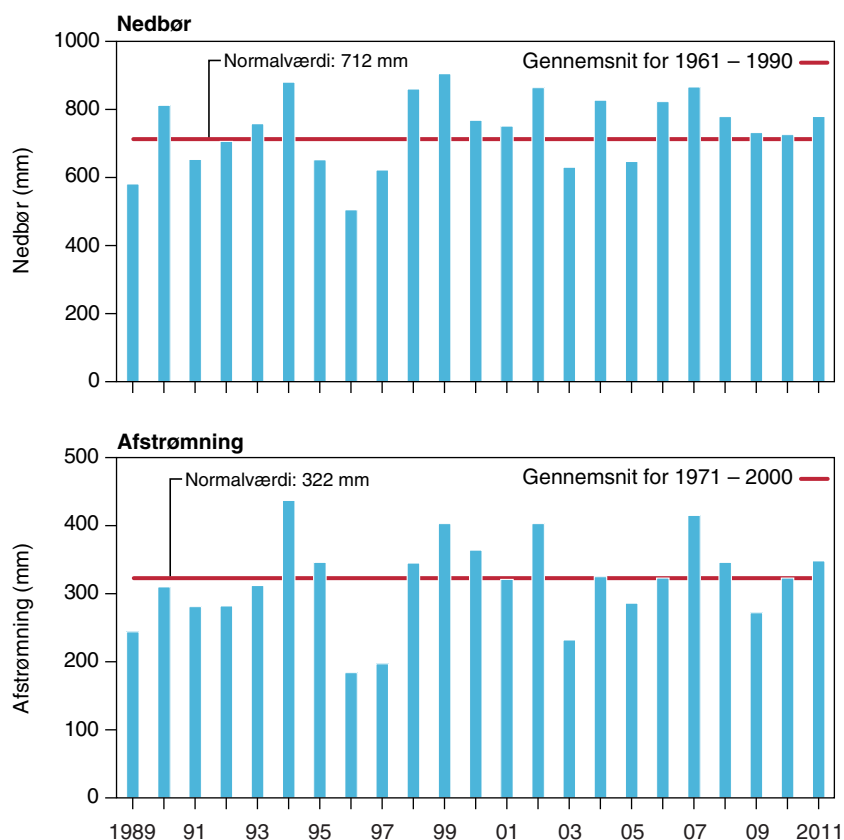 Nedbør
1000
Normalværdi: 712 mm
Gennemsnit for 1961 – 1990
800
600
400
200
0
Nedbør (mm)
Afstrømning
500
Normalværdi: 322 mm
Gennemsnit for 1971 – 2000
400
300
200
100
0
Afstrømning (mm)
1989 91 93 95 97 99 01 03 05 07 09 2011